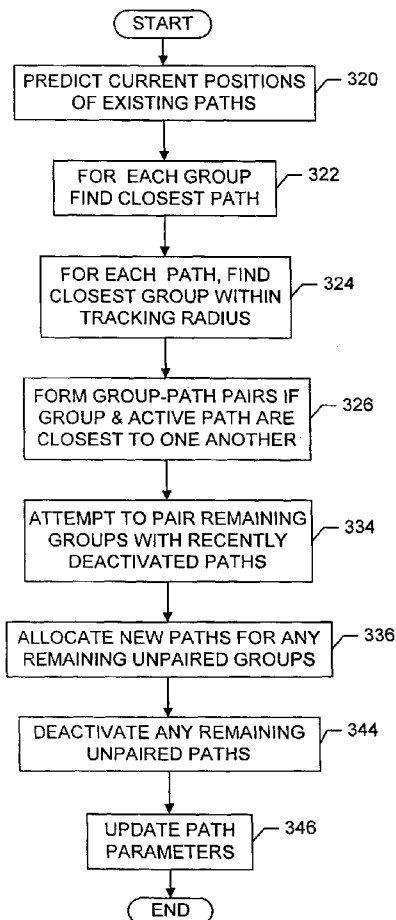 START
PREDICT CURRENT POSITIONS
OF EXISTING PATHS
320
FOR EACH GROUP
FIND CLOSEST PATH
322
FOR EACH PATH, FIND
CLOSEST GROUP WITHIN
TRACKING RADIUS
324
FORM GROUP-PATH PAIRS IF
GROUP & ACTIVE PATH ARE
CLOSEST TO ONE ANOTHER
326
ATTEMPT TO PAIR REMAINING
GROUPS WITH RECENTLY
DEACTIVATED PATHS
334
ALLOCATE NEW PATHS FOR ANY
REMAINING UNPAIRED GROUPS
336
DEACTIVATE ANY REMAINING
UNPAIRED PATHS
344
UPDATE PATH
PARAMETERS
346
END